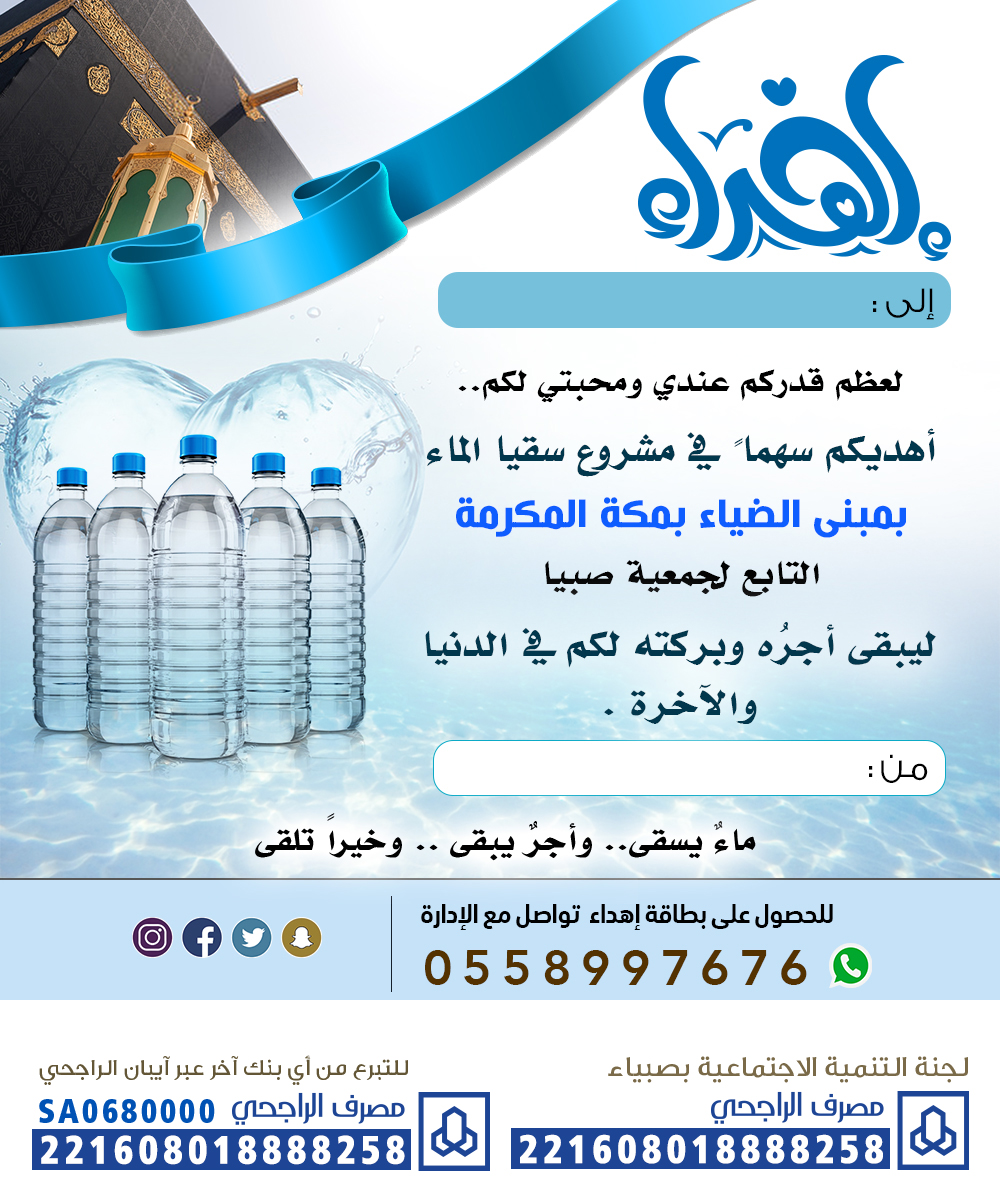 إهداء
إلى :
لعظم قدركم عندي ومحبتي لكم..
أهديكم سهماً في مشروع سقيا الماء
بمبنى الضياء بمكة المكرمة
التابع لجمعية صبيا
ليبقى أجرُه وبركته لكم في الدنيا
والآخرة .
من :
ماءٌ يسقى.. وأجرٌ يبقى .. وخيراً تلقى
للحصول على بطاقة إهداء تواصل مع الإدارة
0558997676
لجنة التنمية الاجتماعية بصبياء
مصرف الراجحي
221608018888258
للتبرع من أي بنك آخر عبر آيبان الراجحي
مصرف الراجحي SA0680000
221608018888258